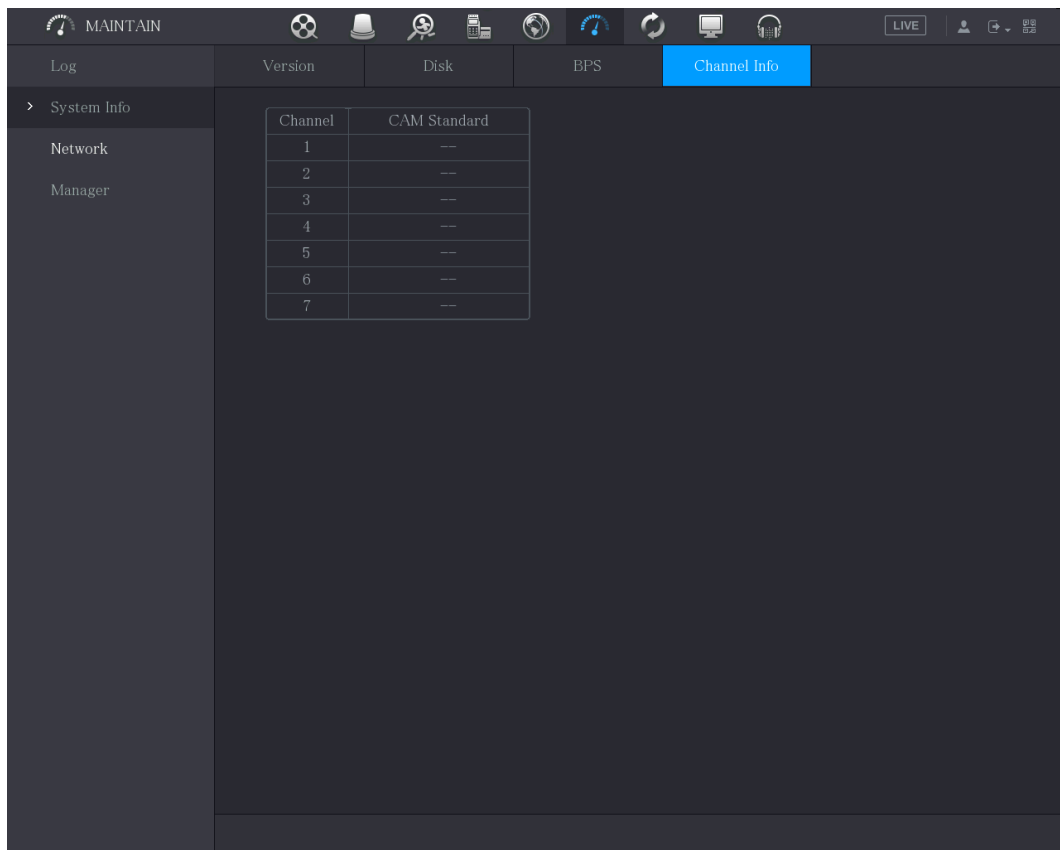 MAINTAIN LIVE
Log Version Disk BPS Channel Info
System Info
Network
Manager
Channel CAM Standard
1 --
2 --
3 --
4 --
5 --
6 --
7 --